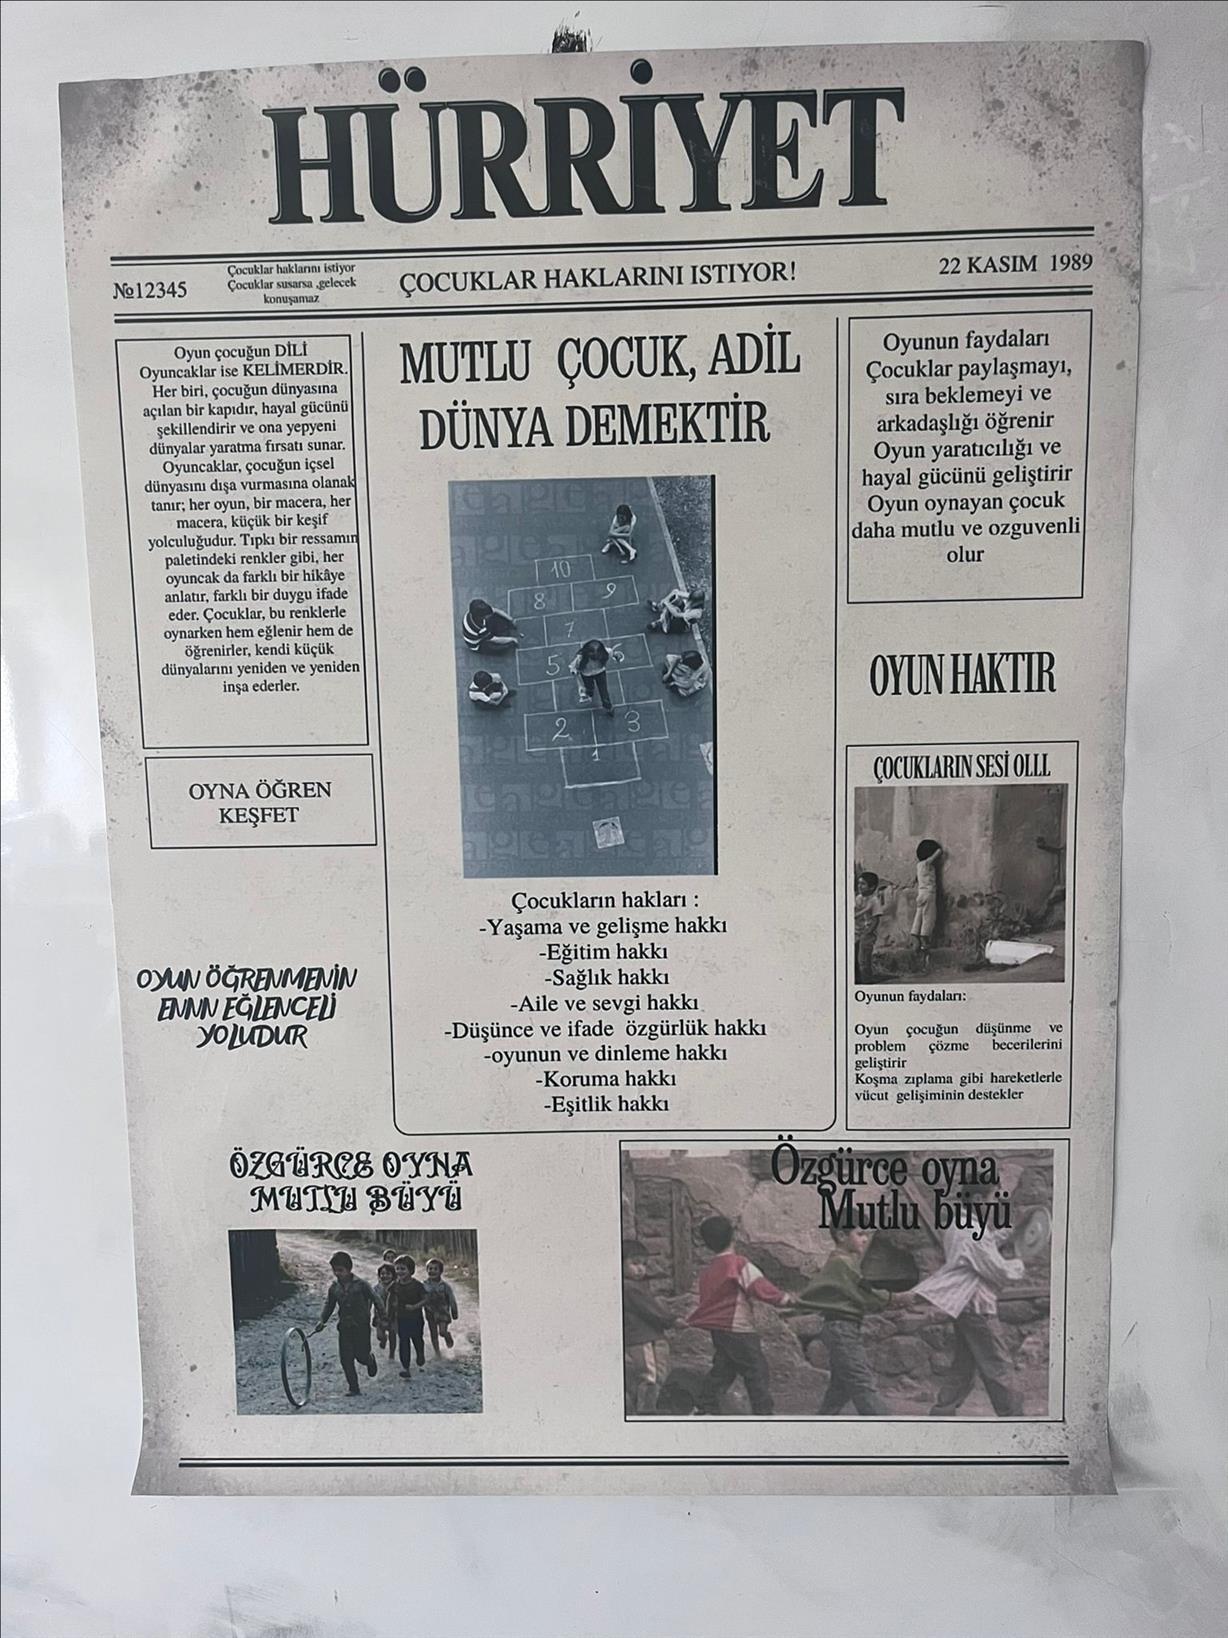 HÜRRİYET
№12345
Çocuklar haklarını istiyor
Çocuklar susarsa ,gelecek
konuşamaz
ÇOCUKLAR HAKLARINI ISTIYOR!
22 KASIM 1989
Oyun çocuğun DİLİ
Oyuncaklar ise KELİMERDİR.
Her biri, çocuğun dünyasına
açılan bir kapıdır, hayal gücünü
şekillendirir ve ona yepyeni
dünyalar yaratma fırsatı sunar.
Oyuncaklar, çocuğun içsel
dünyasını dışa vurmasına olanak
tanır; her oyun, bir macera, her
macera, küçük bir keşif
yolculuğudur. Tıpkı bir ressamın
paletindeki renkler gibi, her
oyuncak da farklı bir hikâye
anlatır, farklı bir duygu ifade
eder. Çocuklar, bu renklerle
oynarken hem eğlenir hem de
öğrenirler, kendi küçük
dünyalarını yeniden ve yeniden
inşa ederler.
OYNA ÖĞREN
KEŞFET
OYUN ÖĞRENMENİN
ENNN EĞLENCELİ
YOLUDUR
MUTLU ÇOCUK, ADİL
DÜNYA DEMEKTİR
10
8 9
7
5 6
2 3
1
Çocukların hakları :
-Yaşama ve gelişme hakkı
-Eğitim hakkı
-Sağlık hakkı
-Aile ve sevgi hakkı
-Düşünce ve ifade özgürlük hakkı
-oyunun ve dinleme hakkı
-Koruma hakkı
-Eşitlik hakkı
Oyunun faydaları
Çocuklar paylaşmayı,
sıra beklemeyi ve
arkadaşlığı öğrenir
Oyun yaratıcılığı ve
hayal gücünü geliştirir
Oyun oynayan çocuk
daha mutlu ve ozguvenli
olur
OYUN HAKTIR
ÇOCUKLARIN SESİ OLLL
Oyunun faydaları:
Oyun çocuğun düşünme ve
problem çözme becerilerini
geliştirir
Koşma zıplama gibi hareketlerle
vücut gelişiminin destekler
ÖZGÜRCE OYNA
MUTLU BÜYÜ
Özgürce oyna
Mutlu büyü